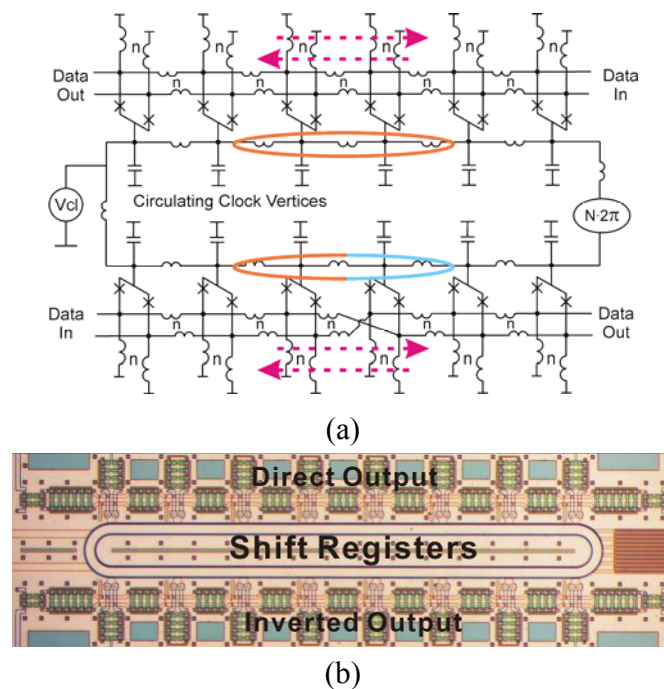 n n
Data Data
Out n n In
Vcl Circulating Clock Vertices N·2π
Data Data
In n n Out
n n
(a)
Direct Output
Shift Registers
Inverted Output
(b)